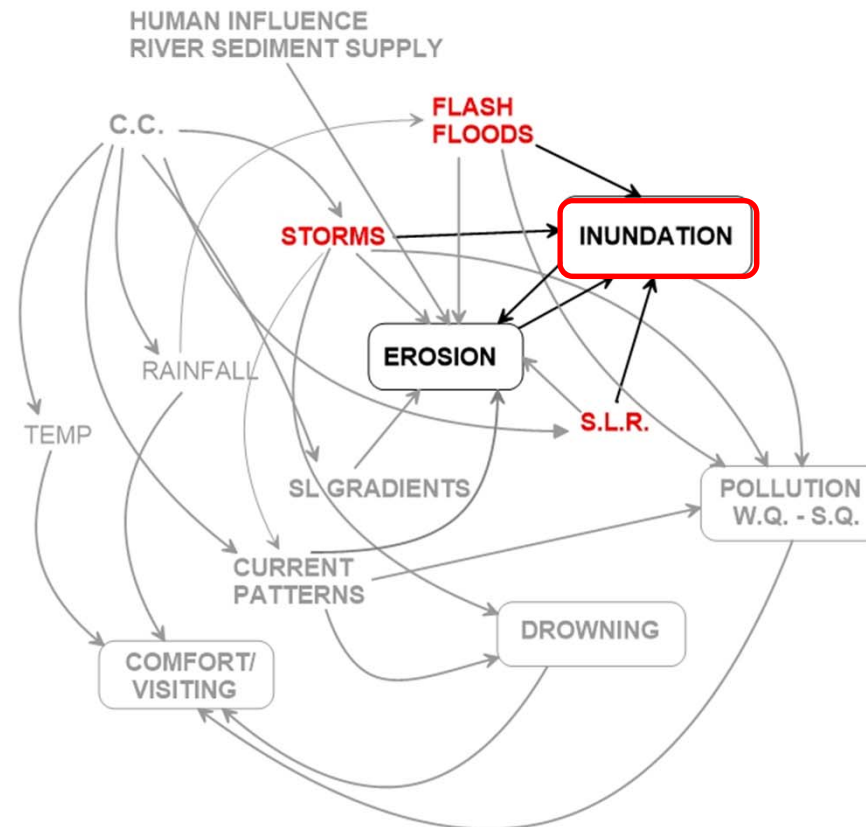 HUMAN INFLUENCE
RIVER SEDIMENT SUPPLY
FLASH
FLOODS
C.C.
STORMS
INUNDATION
EROSION
RAINFALL
S.L.R.
TEMP
SL GRADIENTS
POLLUTION
W.Q. - S.Q.
CURRENT
PATTERNS
DROWNING
COMFORT/
VISITING